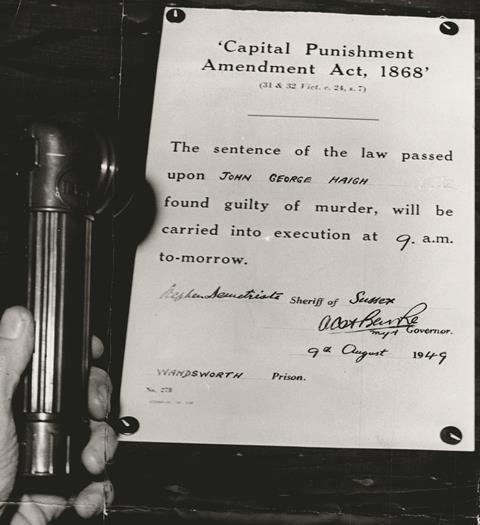 ‘Capital Punishment
Amendment Act, 1868’
(31 & 32 Vict. c. 24, s. 7)
The sentence of the law passed
upon JOHN GEORGE HAIGH
found guilty of murder, will be
carried into execution at 9. a.m.
to-morrow.
Sheriff of Sussex
Governor.
9th August 1949
WANDSWORTH Prison.
No. 278